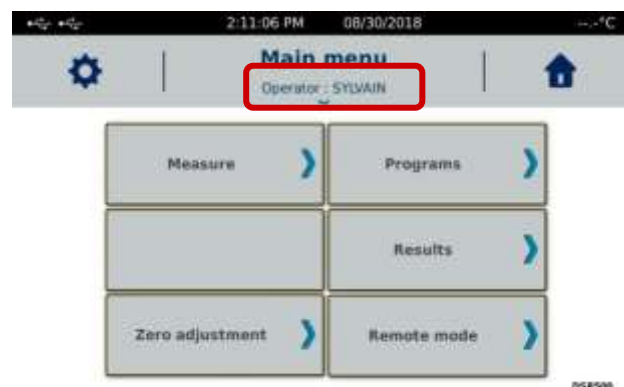 2:11:06 PM 08/30/2018 --.-°C
Main menu
Operator : SYLVAIN
Measure Programs
Results
Zero adjustment Remote mode